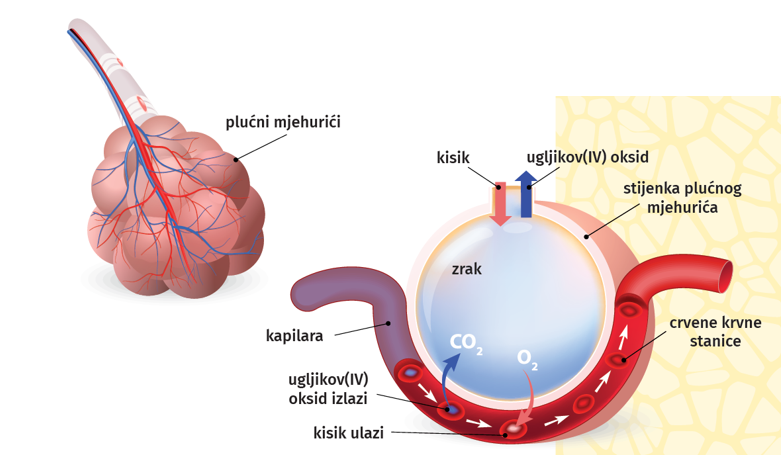 plućni mjehurići
kisik
ugljikov(IV) oksid
stijenka plućnog
mjehurića
zrak
kapilara
CO₂
O₂
crvene krvne
stanice
ugljikov(IV)
oksid izlazi
kisik ulazi